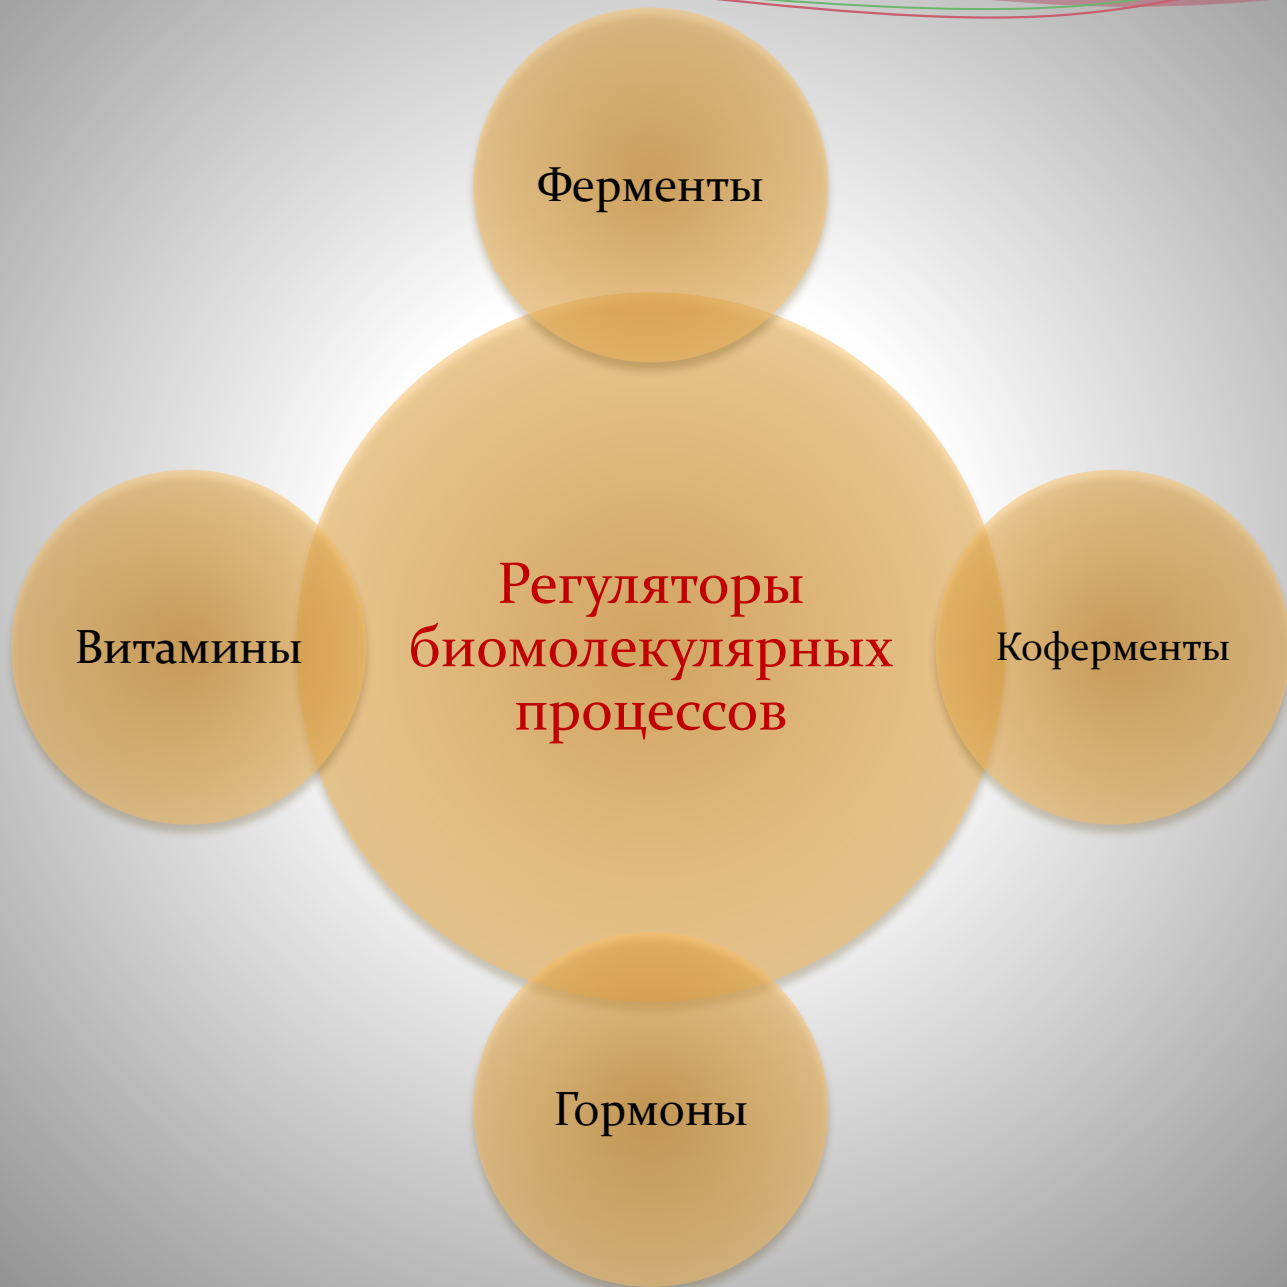 Ферменты
Регуляторы
биомолекулярных
процессов
Витамины
Коферменты
Гормоны